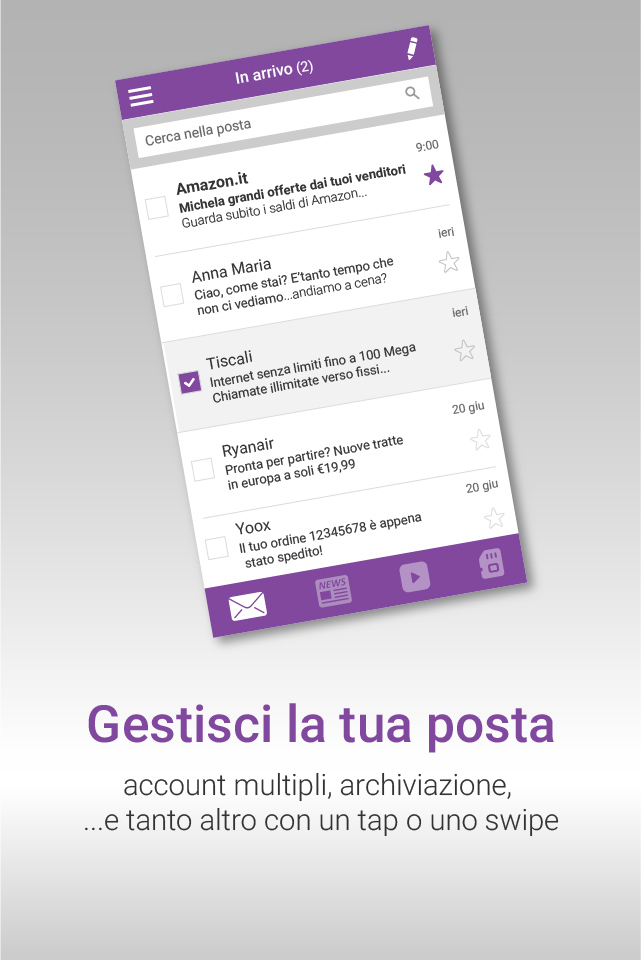 In arrivo (2)
Cerca nella posta
Amazon.it
9:00
Michela grandi offerte dai tuoi venditori
Guarda subito i saldi di Amazon...
Anna Maria
ieri
Ciao, come stai? E'tanto tempo che
non ci vediamo...andiamo a cena?
Tiscali
ieri
Internet senza limiti fino a 100 Mega
Chiamate illimitate verso fissi...
Ryanair
20 giu
Pronta per partire? Nuove tratte
in europa a soli €19,99
Yoox
20 giu
Il tuo ordine 12345678 è appena
stato spedito!
NEWS
Gestisci la tua posta
account multipli, archiviazione,
...e tanto altro con un tap o uno swipe